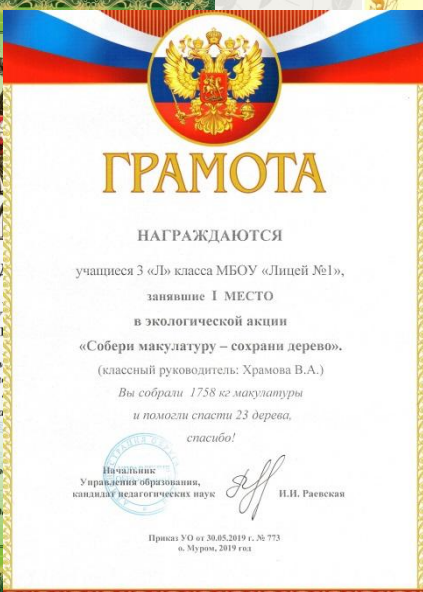 ГРАМОТА
НАГРАЖДАЮТСЯ
учащиеся 3 «Л» класса МБОУ «Лицей №1»,
занявшие I МЕСТО
в экологической акции
«Собери макулатуру – сохрани дерево».
(классный руководитель: Храмова В.А.)
Вы собрали 1758 кг макулатуры
и помогли спасти 23 дерева,
спасибо!
Начальник
Управления образования,
кандидат педагогических наук И.И. Раевская
Приказ УО от 30.05.2019 г. № 773
о. Муром, 2019 год